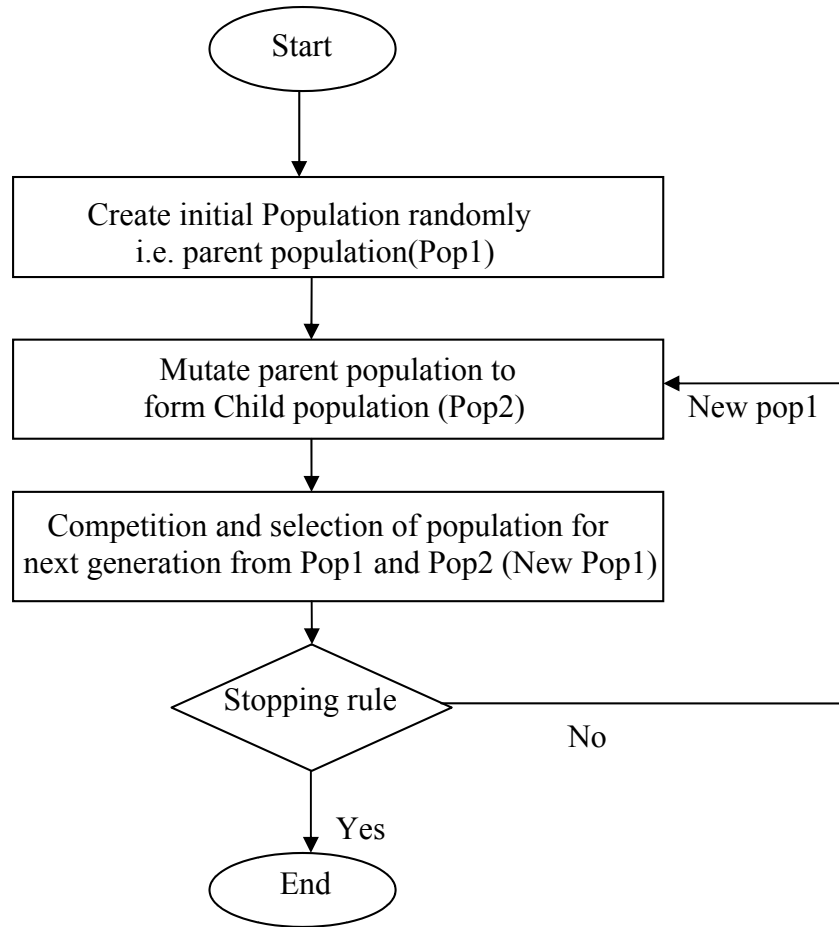 Start
Create initial Population randomly
i.e. parent population(Pop1)
Mutate parent population to
form Child population (Pop2)
New pop1
Competition and selection of population for
next generation from Pop1 and Pop2 (New Pop1)
Stopping rule
No
Yes
End